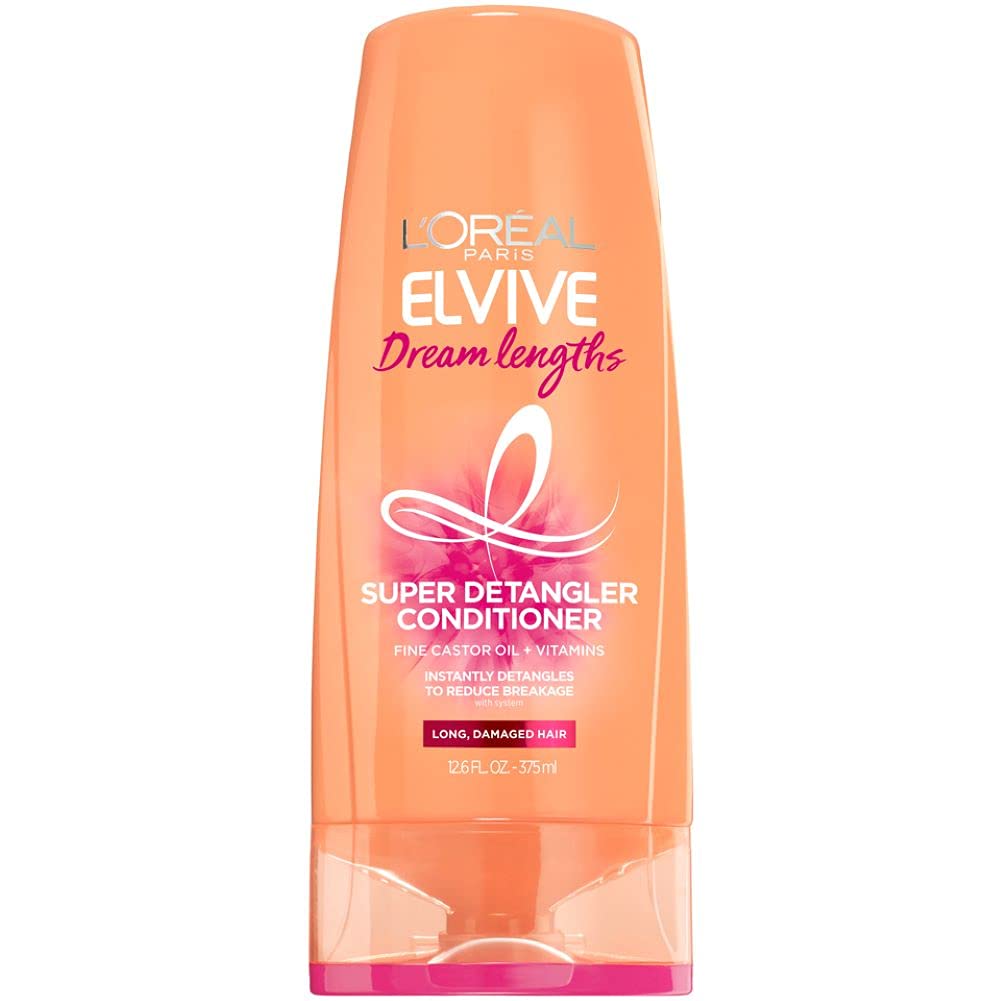 L'ORÉAL
PARIS
ELVIVE
Dream lengths
SUPER DETANGLER
CONDITIONER
FINE CASTOR OIL + VITAMINS
INSTANTLY DETANGLES
TO REDUCE BREAKAGE
with system
LONG, DAMAGED HAIR
12.6 FL. OZ. - 375 ml